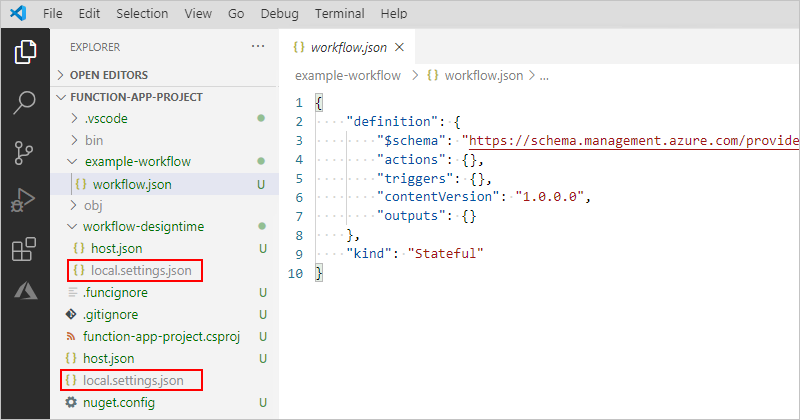 File Edit Selection View Go Debug Terminal Help
EXPLORER ...
OPEN EDITORS
FUNCTION-APP-PROJECT
.vscode
bin
example-workflow
{} workflow.json U
obj
workflow-designtime
{} host.json U
{} local.settings.json
.funcignore U
.gitignore U
function-app-project.csproj U
{} host.json U
{} local.settings.json
nuget.config U
{} workflow.json ×
example-workflow > {} workflow.json > ...
1 {
2 "definition": {
3 "$schema": "https://schema.management.azure.com/provide
4 "actions": {},
5 "triggers": {},
6 "contentVersion": "1.0.0.0",
7 "outputs": {}
8 },
9 "kind": "Stateful"
10 }